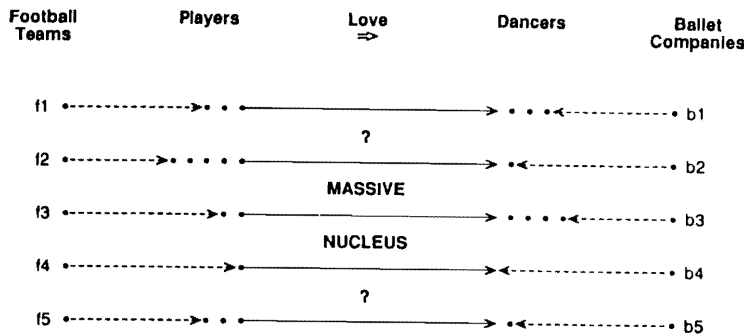 Football Teams Players Love Dancers Ballet Companies
⇒
f1 b1
?
f2 b2
MASSIVE
f3 b3
NUCLEUS
f4 b4
?
f5 b5